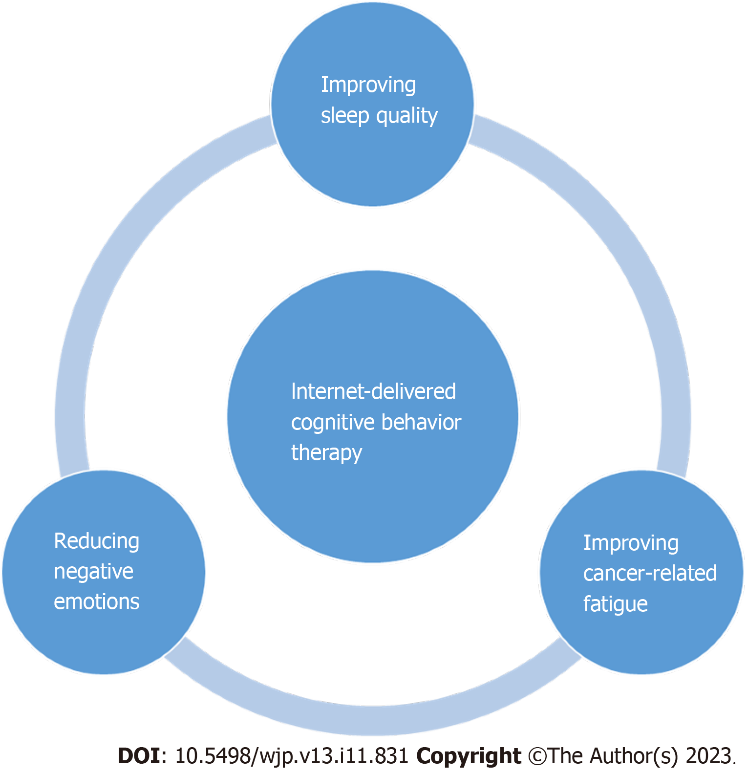 Improving
sleep quality
Internet-delivered
cognitive behavior
therapy
Reducing
negative
emotions
Improving
cancer-related
fatigue
DOI: 10.5498/wjp.v13.i11.831 Copyright ©The Author(s) 2023.